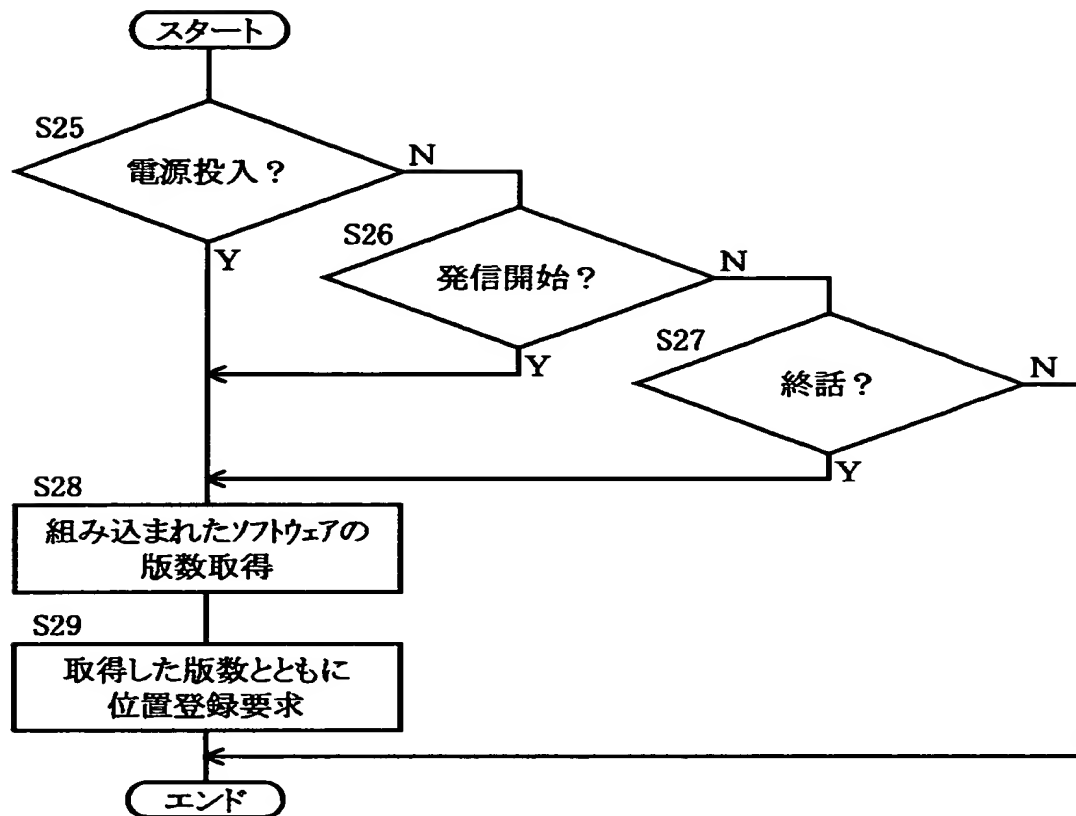 スタート
S25
電源投入？
N
Y
S26
発信開始？
N
Y
S27
終話？
N
Y
S28
組み込まれたソフトウェアの
版数取得
S29
取得した版数とともに
位置登録要求
エンド